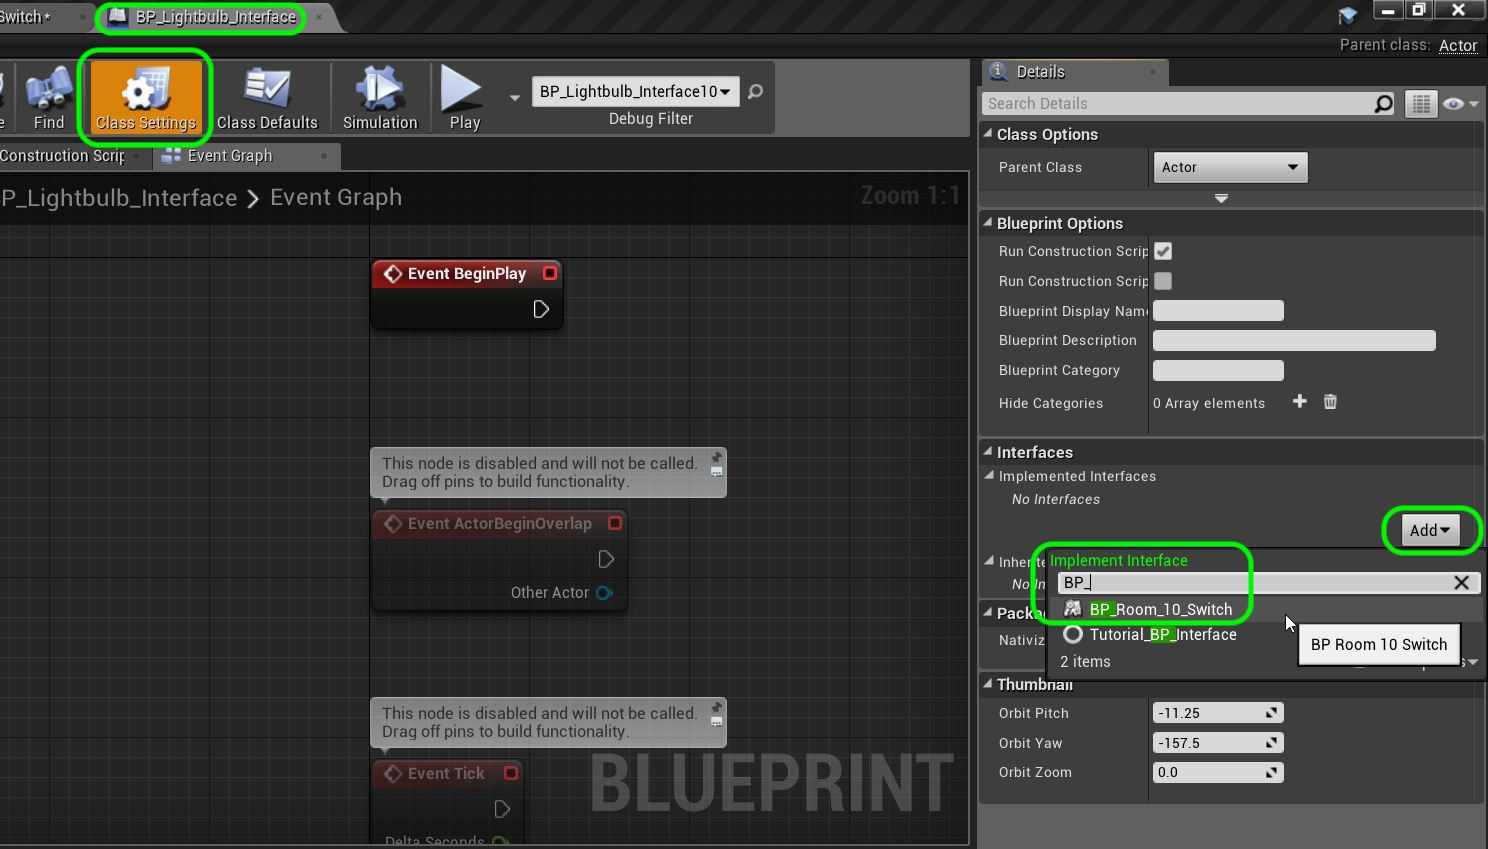 Switch*
BP_Lightbulb_Interface
Parent class: Actor
Find
Class Settings
Class Defaults
Simulation
Play
BP_Lightbulb_Interface10
Debug Filter
Construction Scrip
Event Graph
P_Lightbulb_Interface > Event Graph
Zoom 1:1
Event BeginPlay
This node is disabled and will not be called.
Drag off pins to build functionality.
Event ActorBeginOverlap
Other Actor
This node is disabled and will not be called.
Drag off pins to build functionality.
Event Tick
Delta Seconds
BLUEPRINT
Details
Search Details
Class Options
Parent Class
Actor
Blueprint Options
Run Construction Scrip
Run Construction Scrip
Blueprint Display Name
Blueprint Description
Blueprint Category
Hide Categories
0 Array elements
Interfaces
Implemented Interfaces
No Interfaces
Add
Inherite
No In
Implement Interface
BP_
BP_Room_10_Switch
Tutorial_BP_Interface
2 items
BP Room 10 Switch
Packa
Nativiz
Thumbnail
Orbit Pitch
-11.25
Orbit Yaw
-157.5
Orbit Zoom
0.0